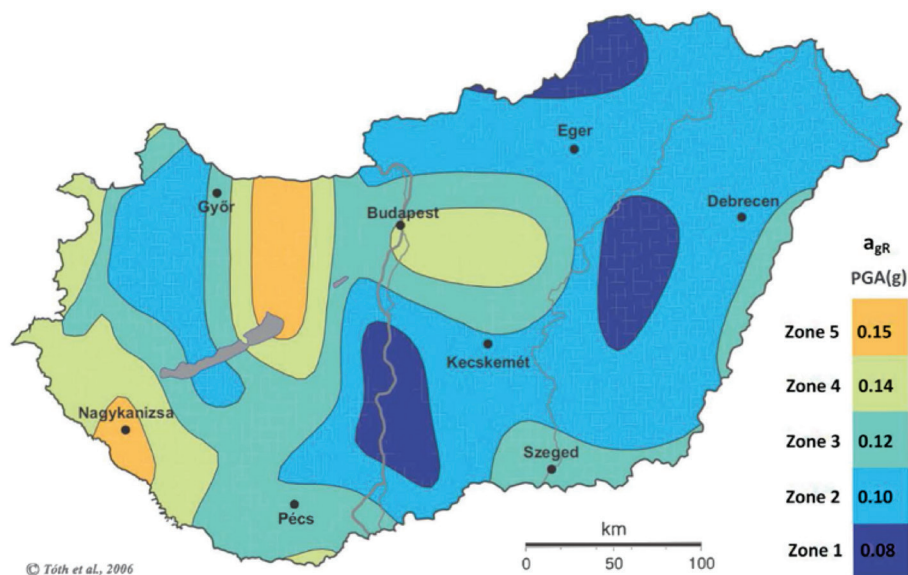 Eger
Győr
Budapest
Debrecen
a_gR
PGA(g)
Zone 5 0.15
Kecskemét
Zone 4 0.14
Nagykanizsa
Zone 3 0.12
Szeged
Zone 2 0.10
Pécs
km
Zone 1 0.08
0 50 100
© Tóth et al., 2006